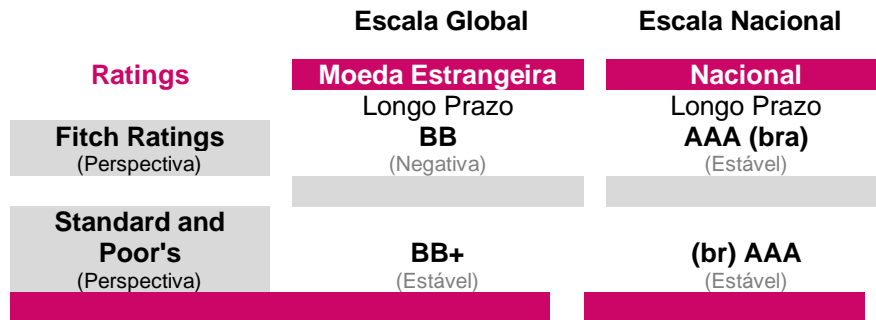 Escala Global Escala Nacional
Ratings Moeda Estrangeira Nacional
Longo Prazo Longo Prazo
Fitch Ratings BB AAA (bra)
(Perspectiva) (Negativa) (Estável)
Standard and
Poor's BB+ (br) AAA
(Perspectiva) (Estável) (Estável)